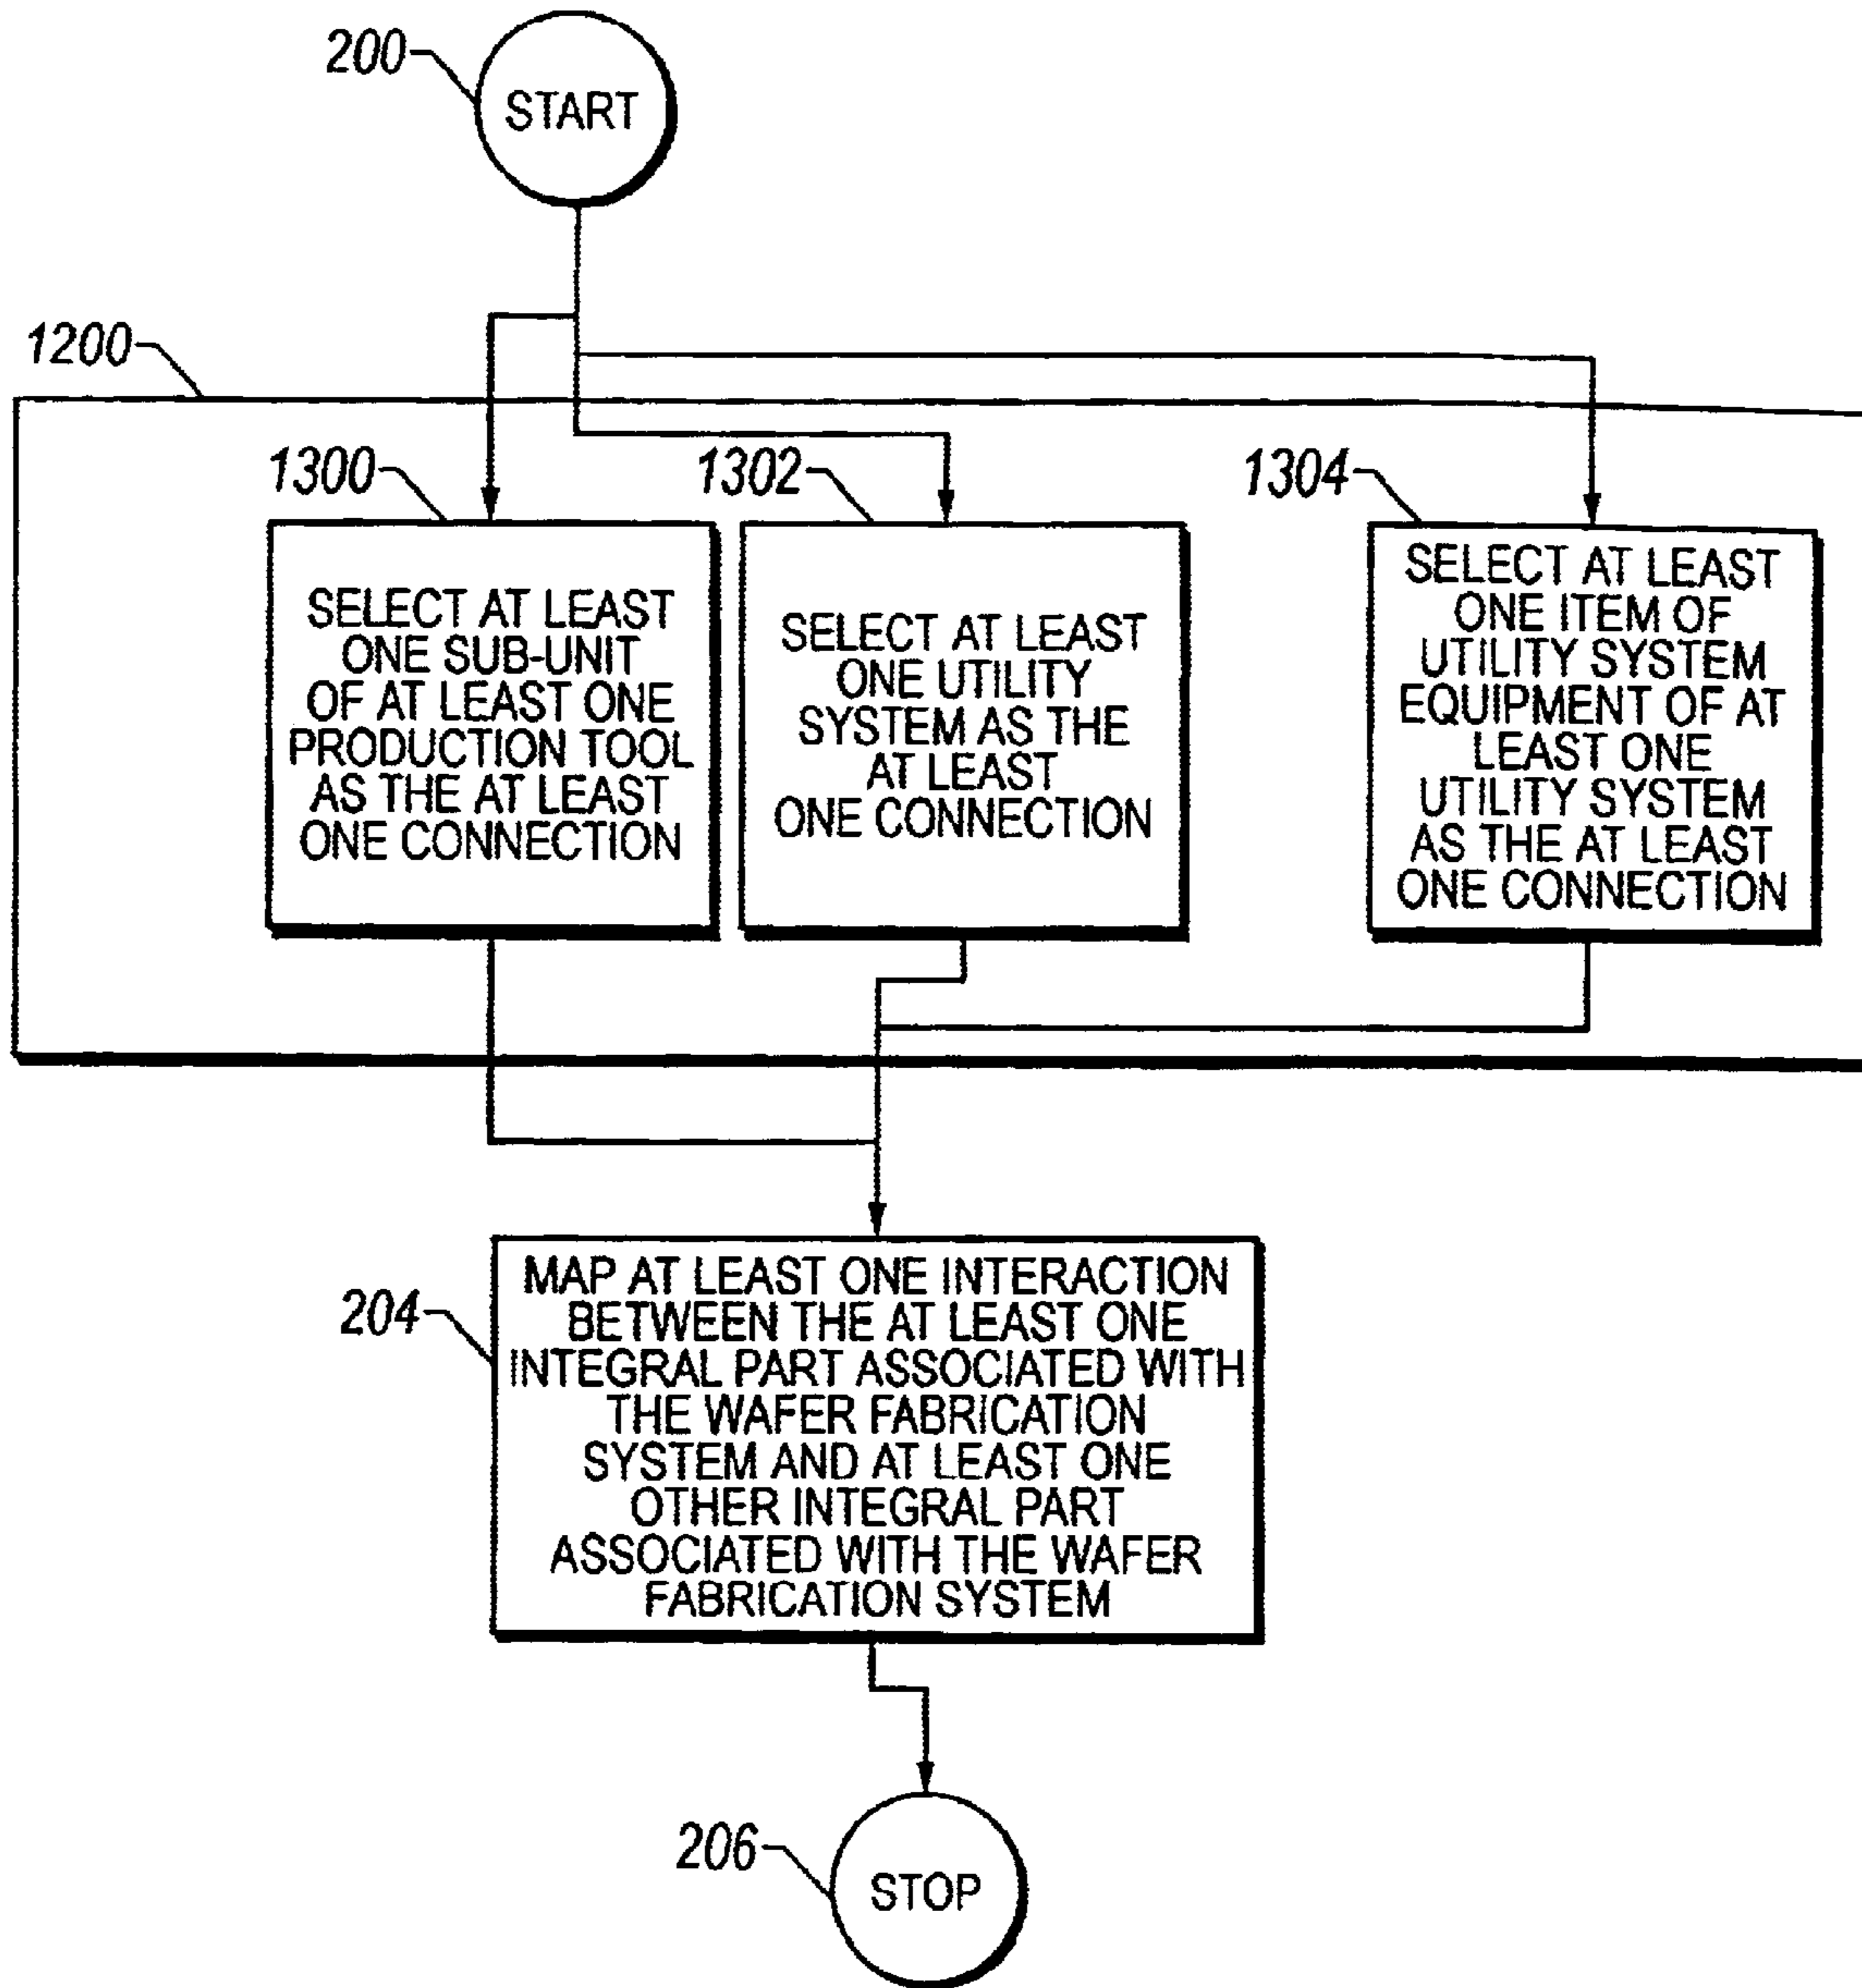 200
START
1200
1300
1302
1304
SELECT AT LEAST
ONE SUB-UNIT
OF AT LEAST ONE
PRODUCTION TOOL
AS THE AT LEAST
ONE CONNECTION
SELECT AT LEAST
ONE UTILITY
SYSTEM AS THE
AT LEAST
ONE CONNECTION
SELECT AT LEAST
ONE ITEM OF
UTILITY SYSTEM
EQUIPMENT OF AT
LEAST ONE
UTILITY SYSTEM
AS THE AT LEAST
ONE CONNECTION
204
MAP AT LEAST ONE INTERACTION
BETWEEN THE AT LEAST ONE
INTEGRAL PART ASSOCIATED WITH
THE WAFER FABRICATION
SYSTEM AND AT LEAST ONE
OTHER INTEGRAL PART
ASSOCIATED WITH THE WAFER
FABRICATION SYSTEM
206
STOP